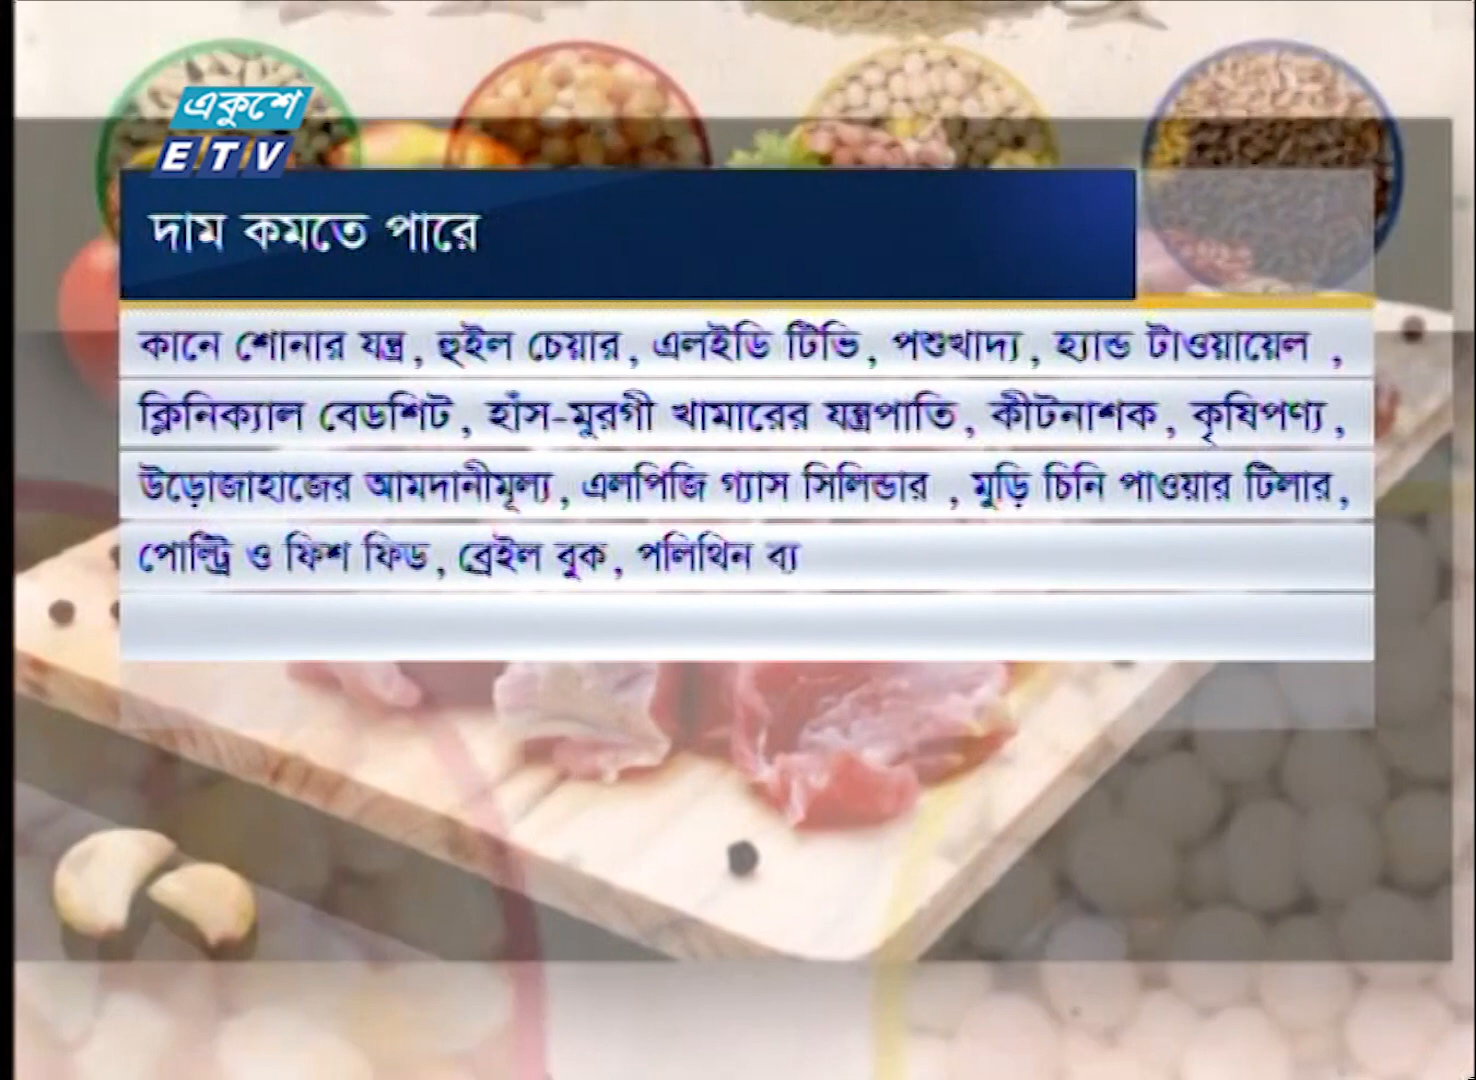 একুশে
ETV
দাম কমতে পারে
কানে শোনার যন্ত্র, হুইল চেয়ার, এলইডি টিভি, পশুখাদ্য, হ্যান্ড টাওয়ায়েল ,
ক্লিনিক্যাল বেডশিট, হাঁস-মুরগী খামারের যন্ত্রপাতি, কীটনাশক, কৃষিপণ্য,
উড়োজাহাজের আমদানীমূল্য, এলপিজি গ্যাস সিলিন্ডার , মুড়ি চিনি পাওয়ার টিলার,
পোল্ট্রি ও ফিশ ফিড, ব্রেইল বুক, পলিথিন ব্য